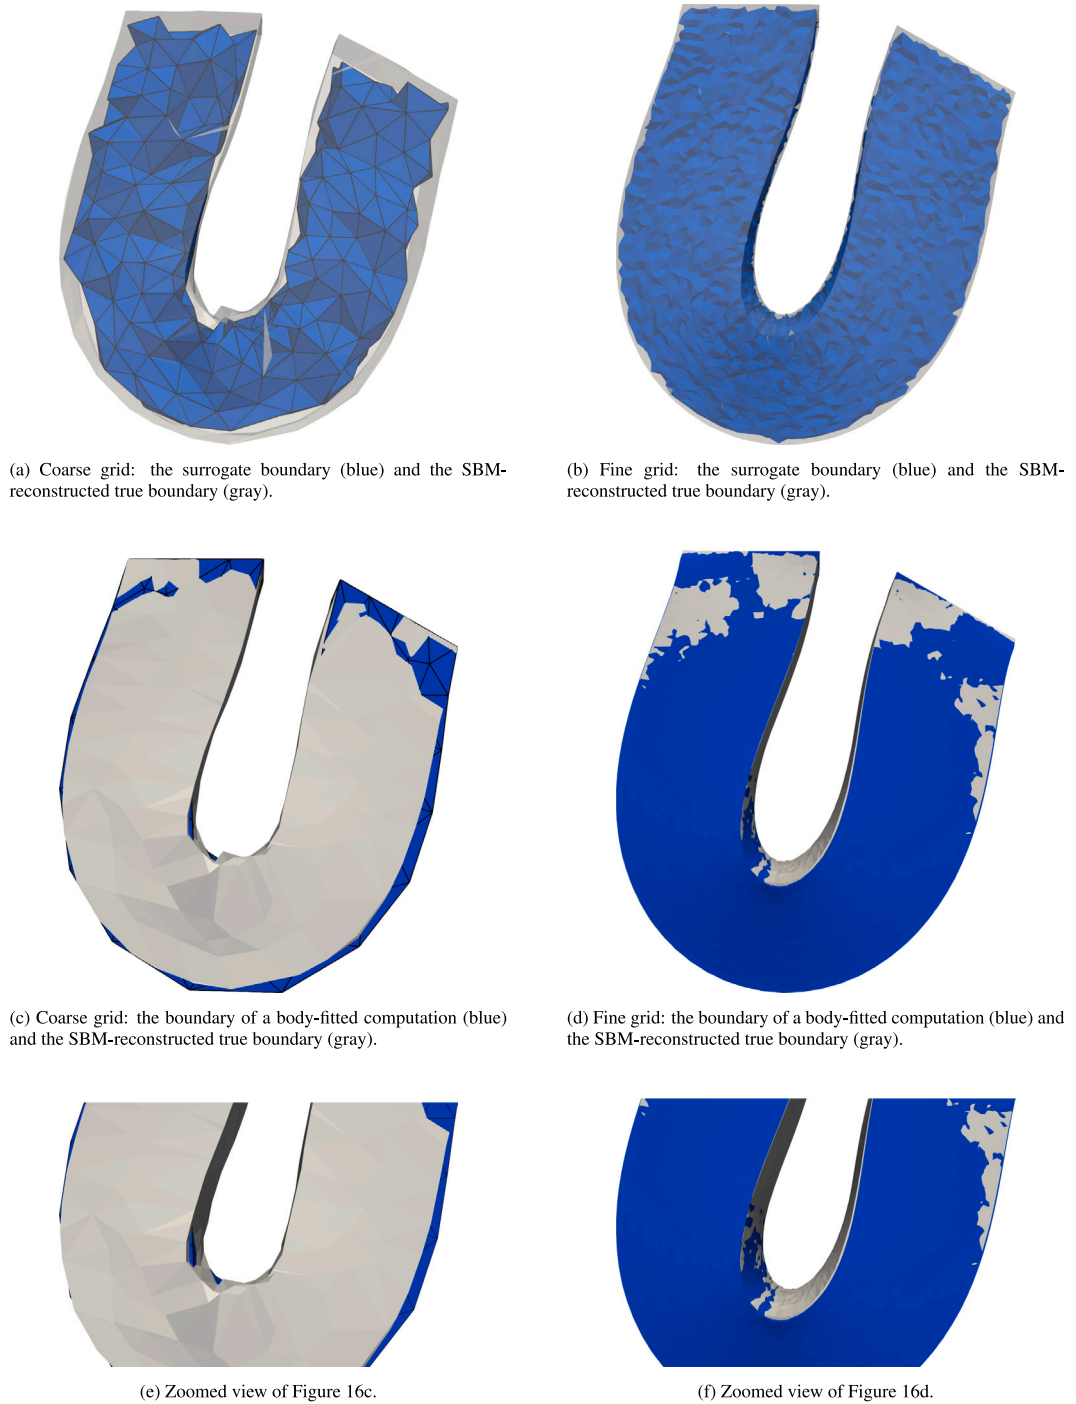 (a) Coarse grid: the surrogate boundary (blue) and the SBM-
reconstructed true boundary (gray).
(b) Fine grid: the surrogate boundary (blue) and the SBM-
reconstructed true boundary (gray).
(c) Coarse grid: the boundary of a body-fitted computation (blue)
and the SBM-reconstructed true boundary (gray).
(d) Fine grid: the boundary of a body-fitted computation (blue) and
the SBM-reconstructed true boundary (gray).
(e) Zoomed view of Figure 16c.
(f) Zoomed view of Figure 16d.